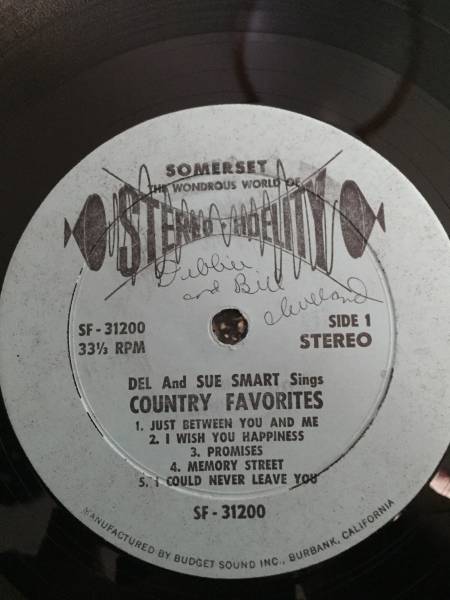 SOMERSET
THE WONDROUS WORLD OF
STEREO - FIDELITY
Debbie
and Bill
Cleveland
SF - 31200
33⅓ RPM
SIDE 1
STEREO
DEL And SUE SMART Sings
COUNTRY FAVORITES
1. JUST BETWEEN YOU AND ME
2. I WISH YOU HAPPINESS
3. PROMISES
4. MEMORY STREET
5. I COULD NEVER LEAVE YOU
SF - 31200
MANUFACTURED BY BUDGET SOUND INC., BURBANK, CALIFORNIA